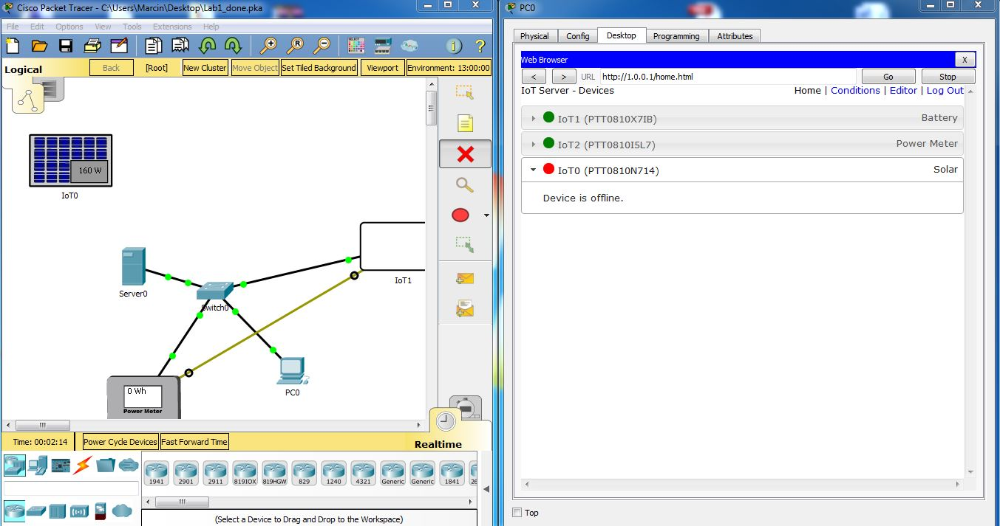 Cisco Packet Tracer - C:\Users\Marcin\Desktop\Lab1_done.pka
File Edit Options View Tools Extensions Help
Logical Back [Root] New Cluster Move Object Set Tiled Background Viewport Environment: 13:00:00
160 W
IoT0
IoT1
Server0
Switch0
PC0
0 Wh
Power Meter
Time: 00:02:14 Power Cycle Devices Fast Forward Time Realtime
1941 2901 2911 819IOX 819HGW 829 1240 4321 Generic Generic 1841
(Select a Device to Drag and Drop to the Workspace)
PC0
Physical Config Desktop Programming Attributes
Web Browser X
< > URL http://1.0.0.1/home.html Go Stop
IoT Server - Devices Home | Conditions | Editor | Log Out
IoT1 (PTT0810X7IB) Battery
IoT2 (PTT0810I5L7) Power Meter
IoT0 (PTT0810N714) Solar
Device is offline.
Top